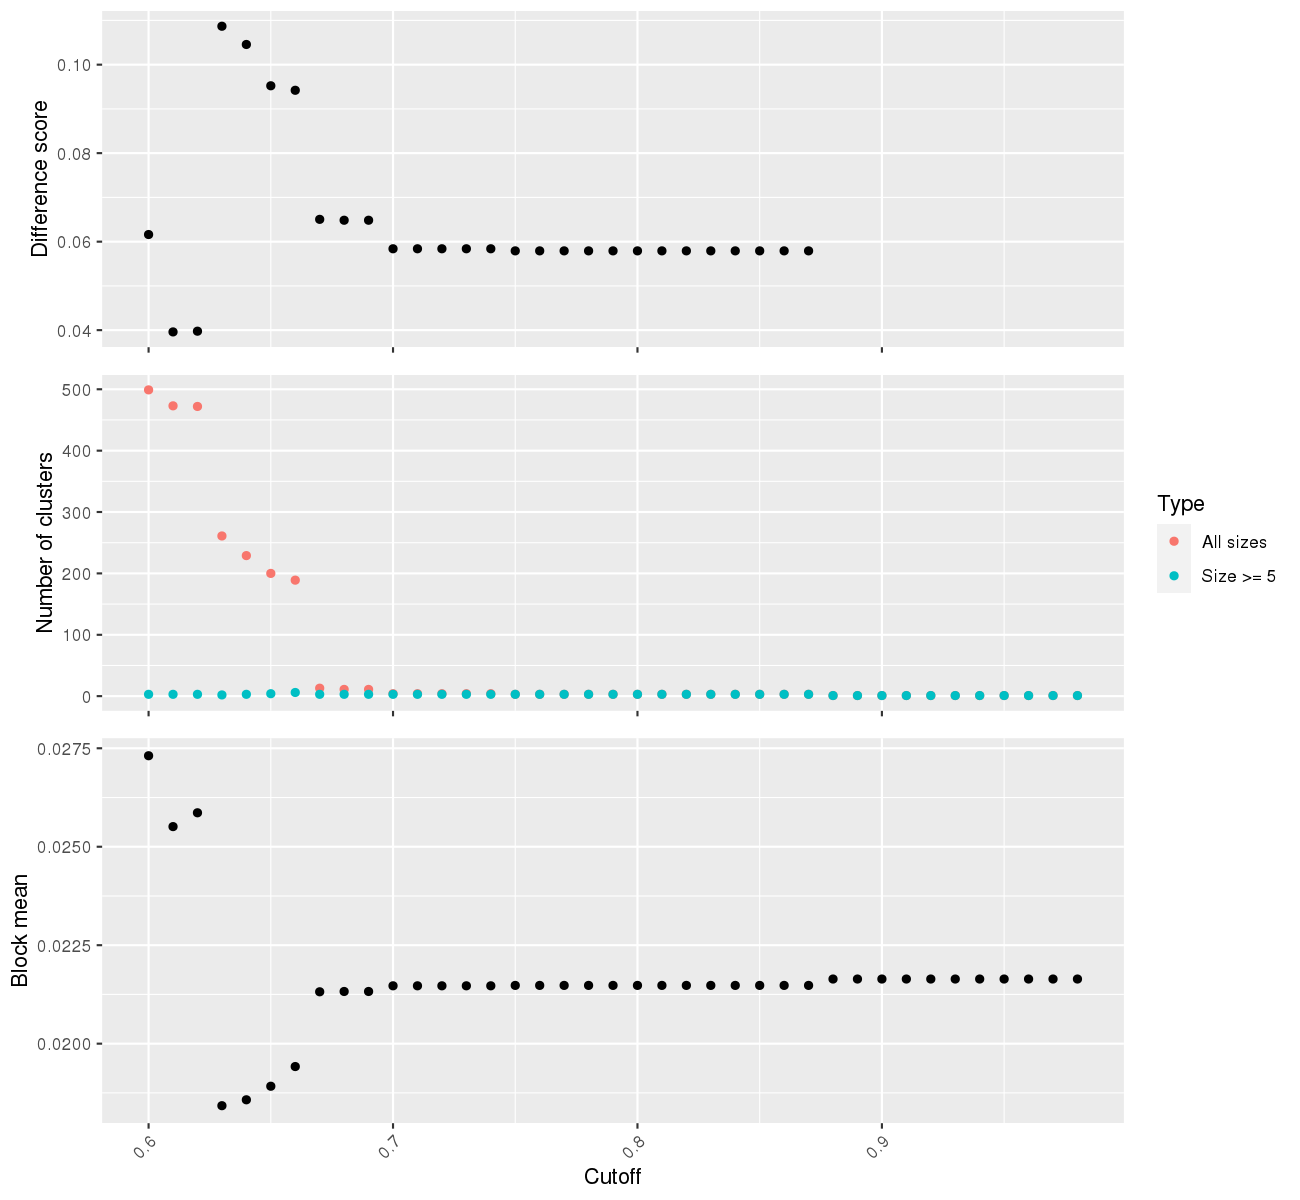 Difference score
0.10
0.08
0.06
0.04
Number of clusters
500
400
300
200
100
0
Type
All sizes
Size >= 5
Block mean
0.0275
0.0250
0.0225
0.0200
0.6 0.7 0.8 0.9
Cutoff